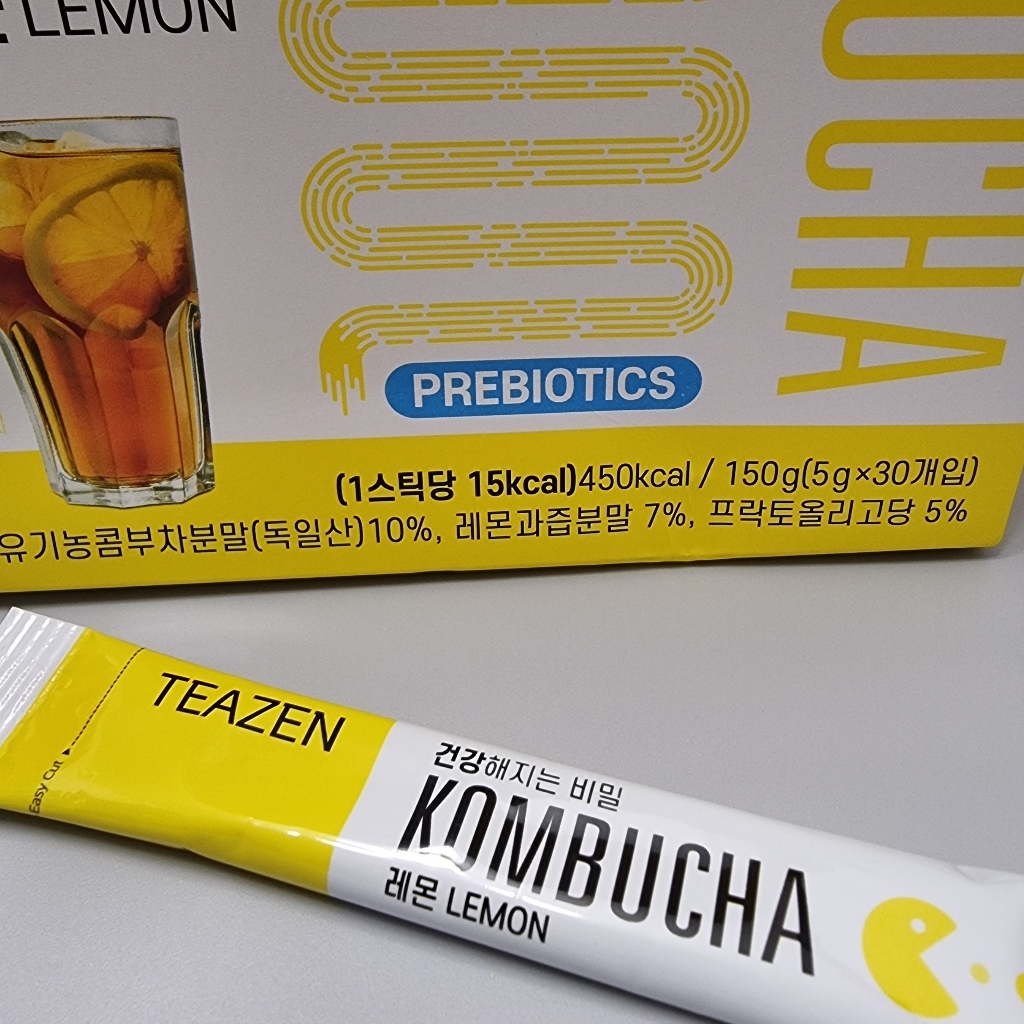 LEMON
UCHA
PREBIOTICS
(1스틱당 15kcal)450kcal / 150g(5g×30개입)
유기농콤부차분말(독일산)10%, 레몬과즙분말 7%, 프락토올리고당 5%
TEAZEN
Easy Cut
건강해지는 비밀
KOMBUCHA
레몬 LEMON